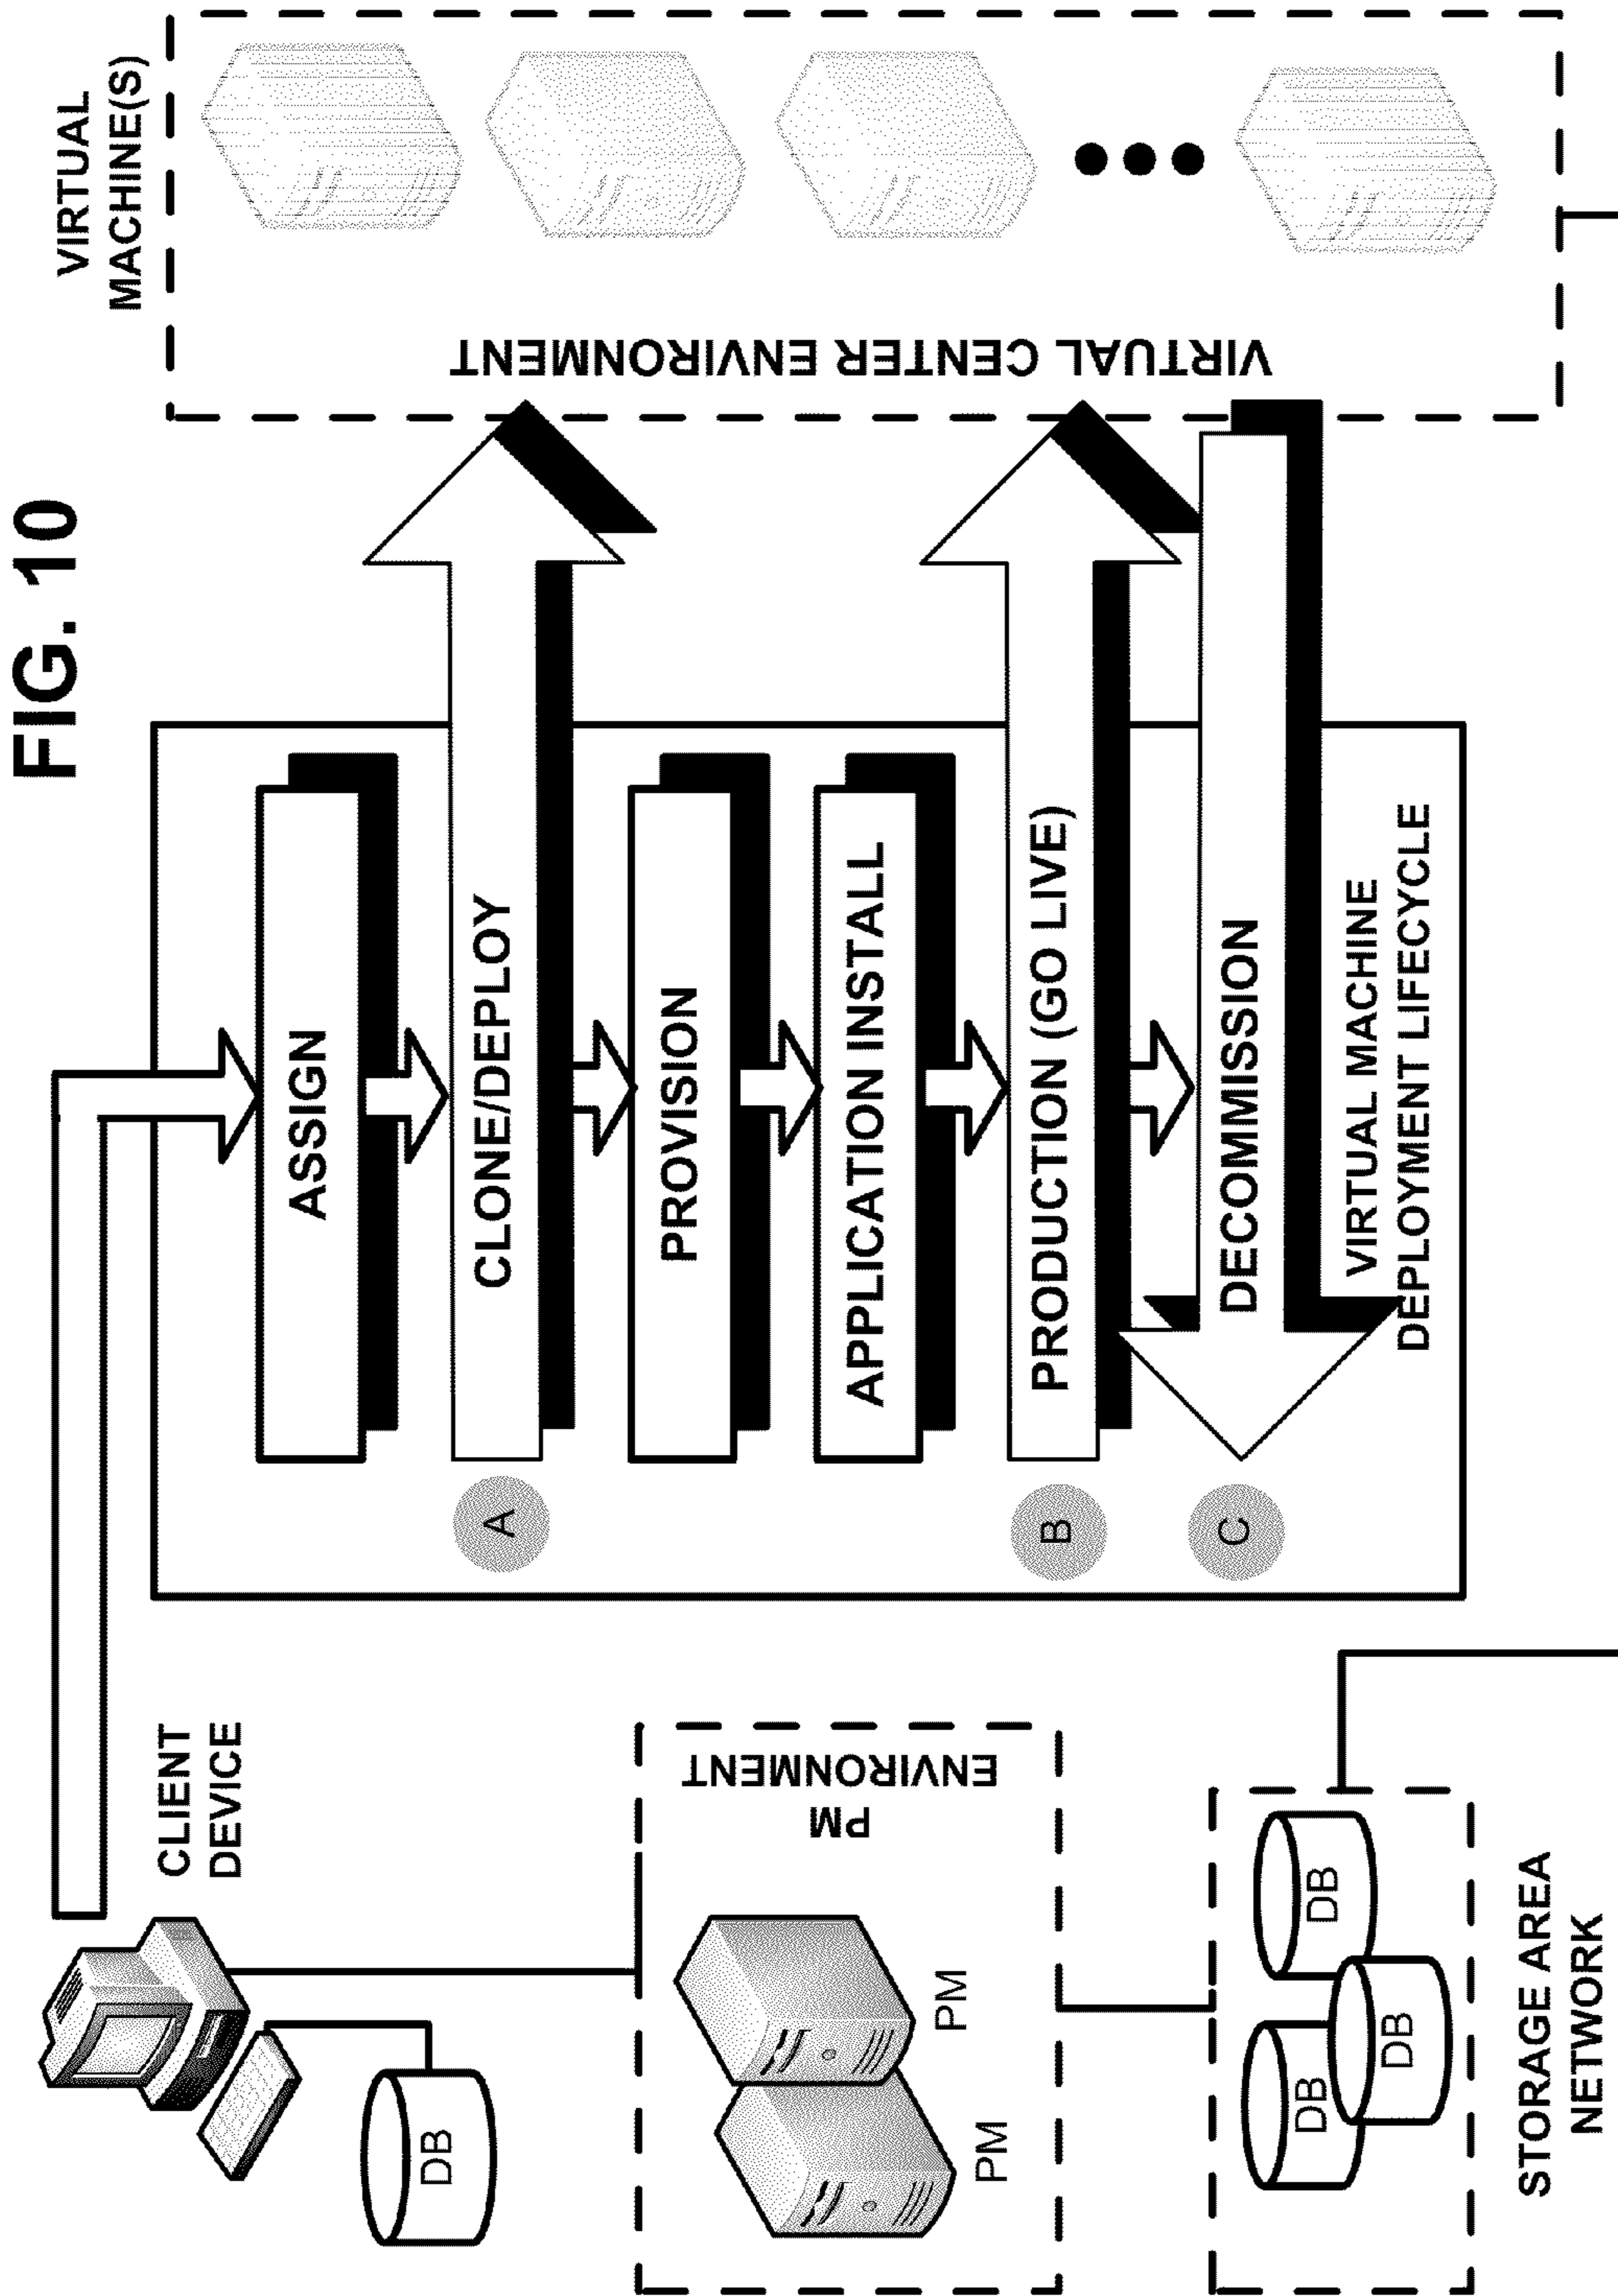 FIG. 10
CLIENT
DEVICE
DB
PM
ENVIRONMENT
PM
PM
DB
DB
DB
STORAGE AREA
NETWORK
ASSIGN
A
CLONE/DEPLOY
PROVISION
APPLICATION INSTALL
B
PRODUCTION (GO LIVE)
C
DECOMMISSION
VIRTUAL MACHINE
DEPLOYMENT LIFECYCLE
VIRTUAL
MACHINE(S)
VIRTUAL CENTER ENVIRONMENT